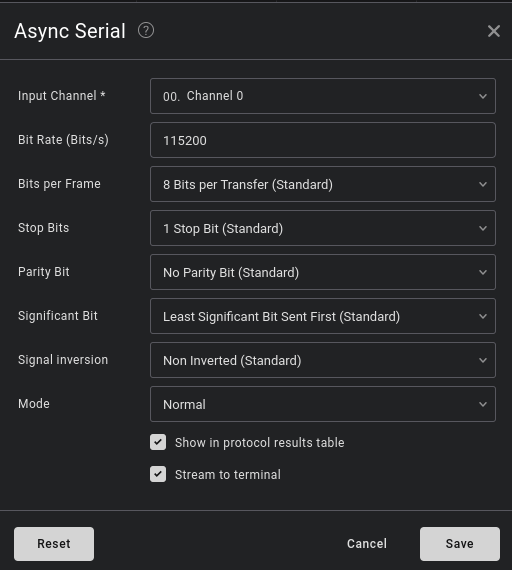 Async Serial ?
Input Channel * 00. Channel 0
Bit Rate (Bits/s) 115200
Bits per Frame 8 Bits per Transfer (Standard)
Stop Bits 1 Stop Bit (Standard)
Parity Bit No Parity Bit (Standard)
Significant Bit Least Significant Bit Sent First (Standard)
Signal inversion Non Inverted (Standard)
Mode Normal
Show in protocol results table
Stream to terminal
Reset Cancel Save